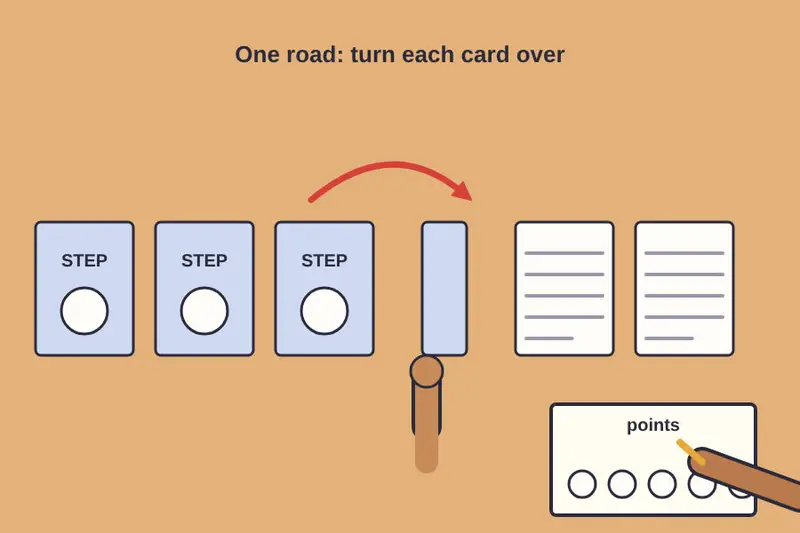 One road: turn each card over
STEP
STEP
STEP
points